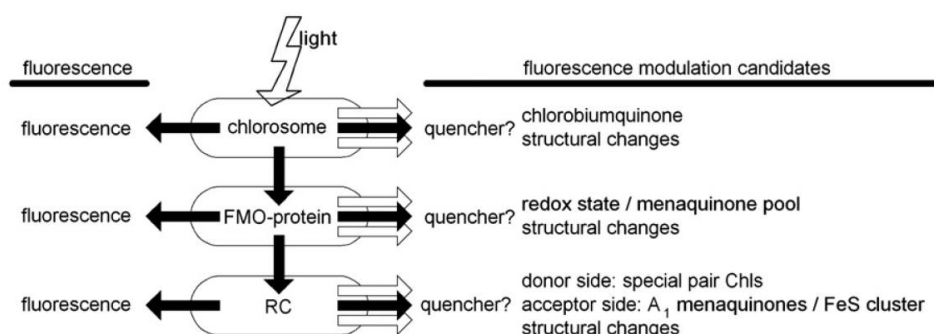 light
fluorescence
fluorescence modulation candidates
fluorescence
chlorosome
quencher?
chlorobiumquinone
structural changes
fluorescence
FMO-protein
quencher?
redox state / menaquinone pool
structural changes
fluorescence
RC
quencher?
donor side: special pair Chls
acceptor side: A₁ menaquinones / FeS cluster
structural changes